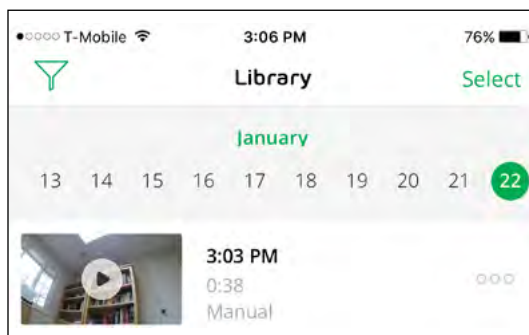 T-Mobile 3:06 PM 76%
Library Select
January
13 14 15 16 17 18 19 20 21 22
3:03 PM
0:38
Manual